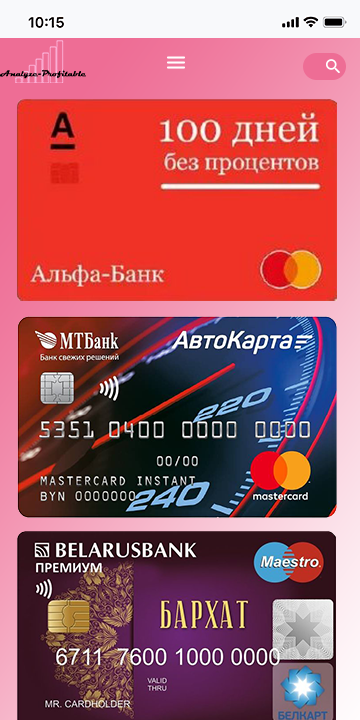 10:15
Analyze-Profitable
А
100 дней
без процентов
Альфа-Банк
МТБанк
Банк свежих решений
АвтоКарта
220
5351 0400 0000 0000
00/00
MASTERCARD INSTANT
BYN 0000000
240
mastercard
BELARUSBANK
ПРЕМИУМ
Maestro
БАРХАТ
6711 7600 1000 0000
VALID
THRU
MR. CARDHOLDER
БЕЛКАРТ